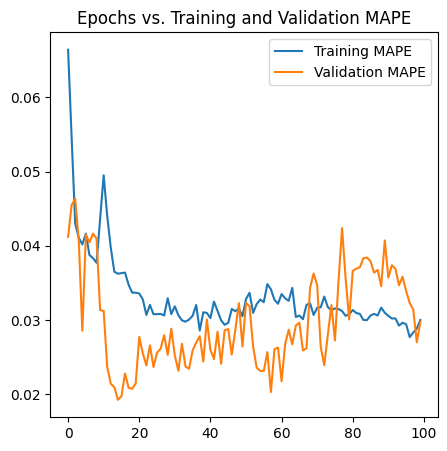 Epochs vs. Training and Validation MAPE
Training MAPE
Validation MAPE
0.06
0.05
0.04
0.03
0.02
0 20 40 60 80 100